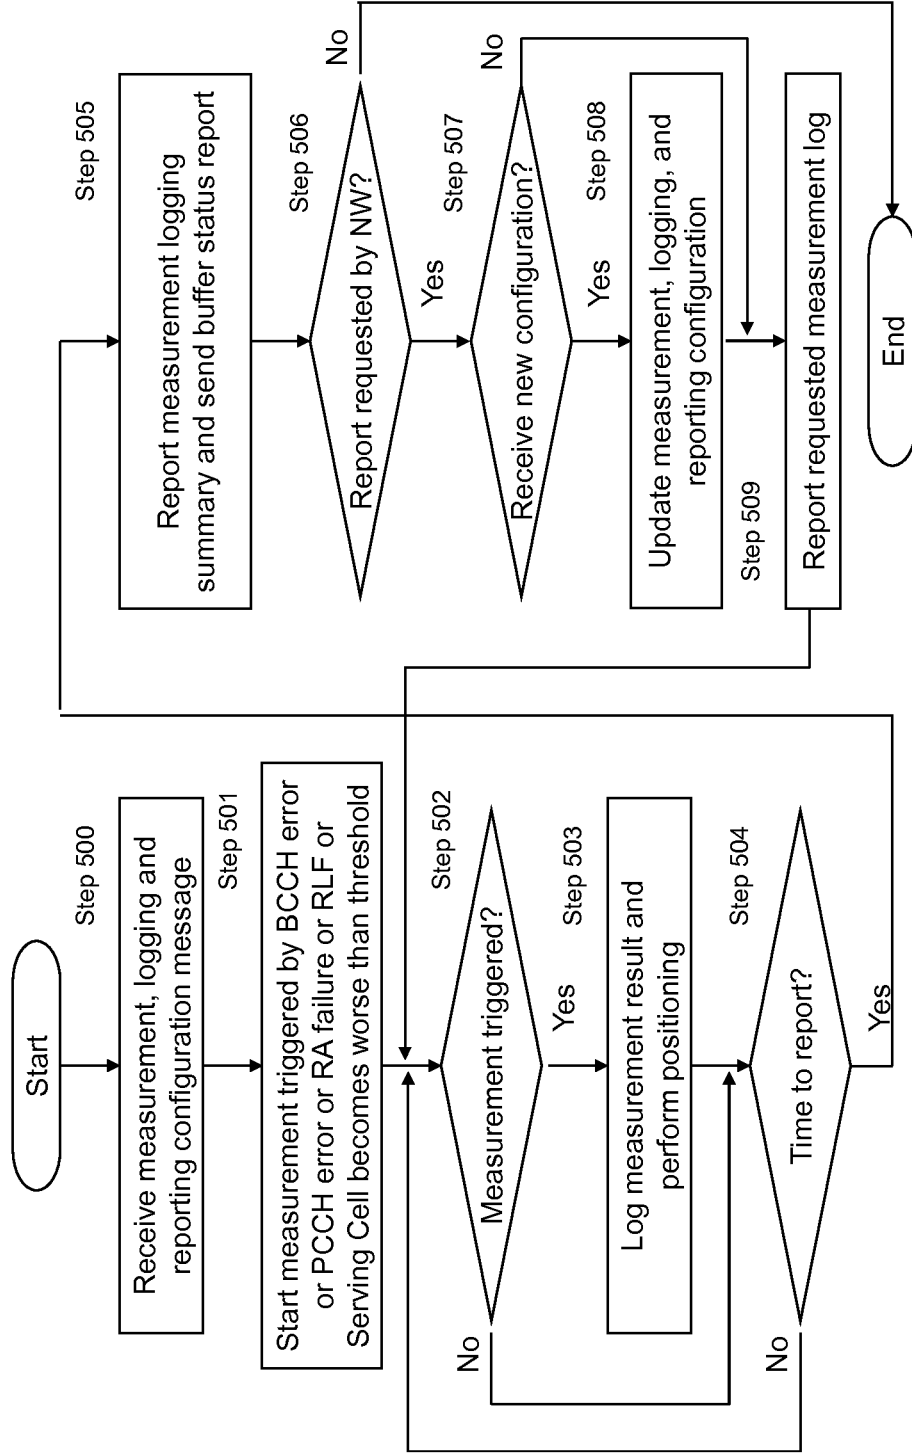 Start
Step 500
Receive measurement, logging and
reporting configuration message
Step 501
Start measurement triggered by BCCH error
or PCCH error or RA failure or RLF or
Serving Cell becomes worse than threshold
Step 502
Measurement triggered?
No
Yes
Step 503
Log measurement result and
perform positioning
Step 504
Time to report?
No
Yes
Step 505
Report measurement logging
summary and send buffer status report
Step 506
Report requested by NW?
No
Yes
Step 507
Receive new configuration?
No
Yes
Step 508
Update measurement, logging, and
reporting configuration
Step 509
Report requested measurement log
End